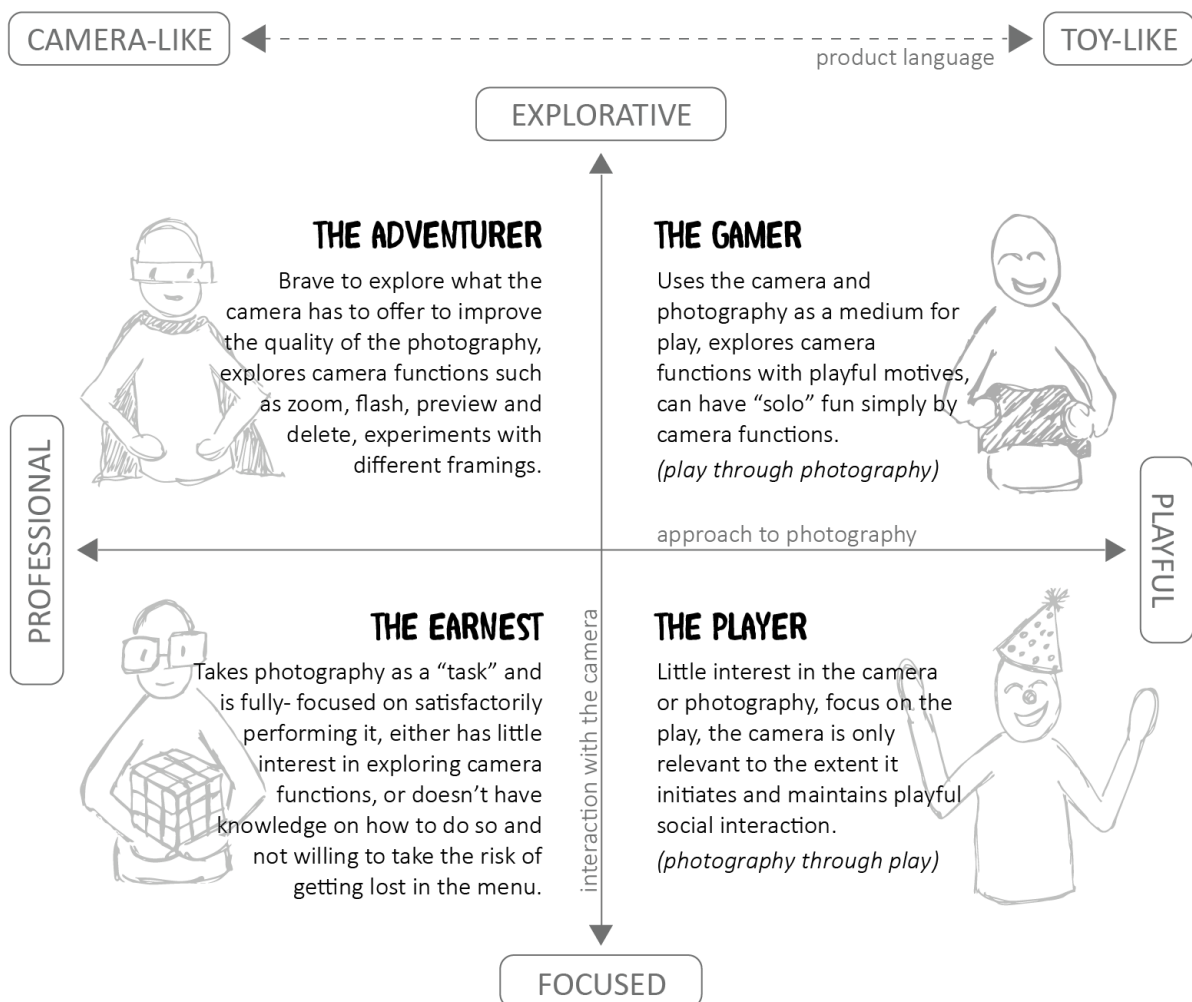 CAMERA-LIKE
TOY-LIKE
product language
EXPLORATIVE
THE ADVENTURER
Brave to explore what the
camera has to offer to improve
the quality of the photography,
explores camera functions such
as zoom, flash, preview and
delete, experiments with
different framings.
THE GAMER
Uses the camera and
photography as a medium for
play, explores camera
functions with playful motives,
can have “solo” fun simply by
camera functions.
(play through photography)
PROFESSIONAL
approach to photography
PLAYFUL
THE EARNEST
Takes photography as a “task” and
is fully- focused on satisfactorily
performing it, either has little
interest in exploring camera
functions, or doesn’t have
knowledge on how to do so and
not willing to take the risk of
getting lost in the menu.
interaction with the camera
THE PLAYER
Little interest in the camera
or photography, focus on the
play, the camera is only
relevant to the extent it
initiates and maintains playful
social interaction.
(photography through play)
FOCUSED